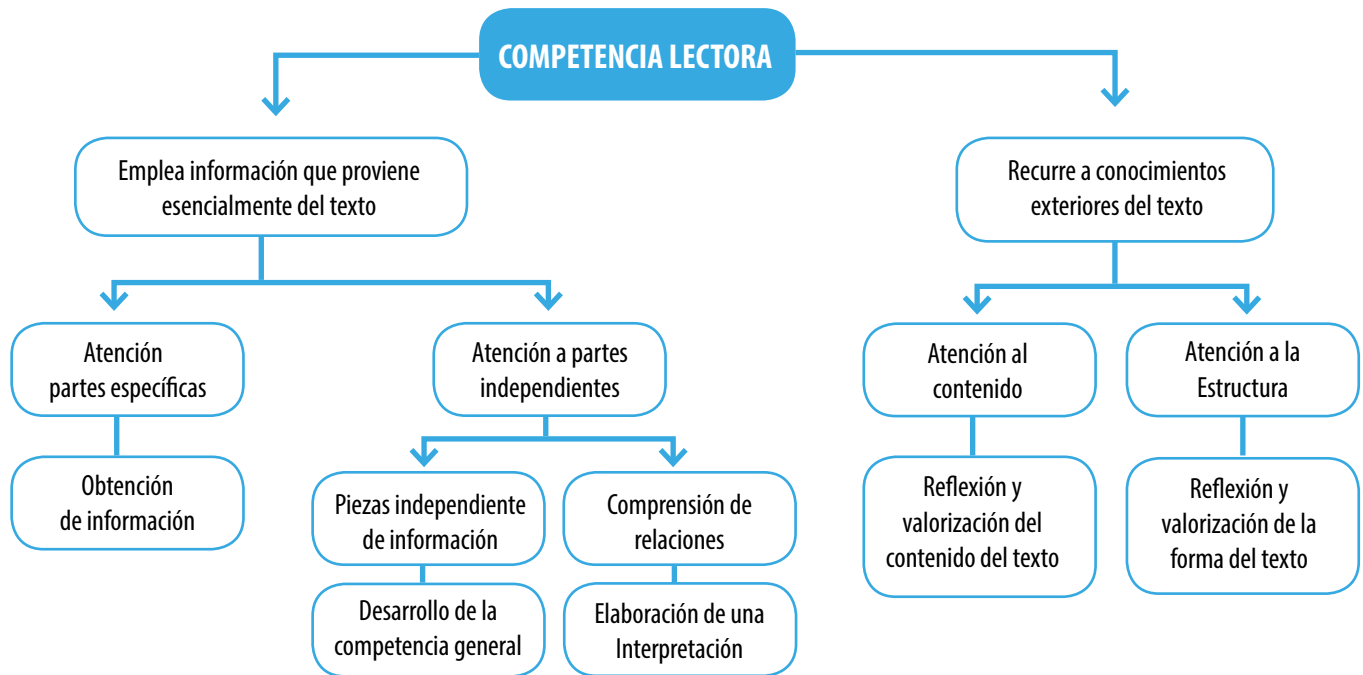 COMPETENCIA LECTORA
Emplea información que proviene
esencialmente del texto
Recurre a conocimientos
exteriores del texto
Atención
partes específicas
Atención a partes
independientes
Atención al
contenido
Atención a la
Estructura
Obtención
de información
Piezas independiente
de información
Comprensión de
relaciones
Reflexión y
valorización del
contenido del texto
Reflexión y
valorización de la
forma del texto
Desarrollo de la
competencia general
Elaboración de una
Interpretación